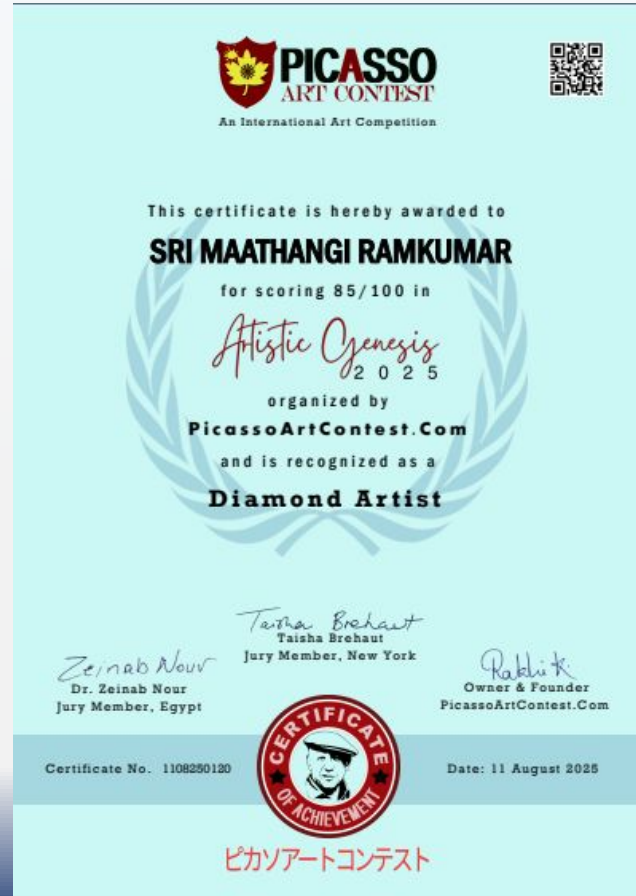 PICASSO
ART CONTEST
An International Art Competition
This certificate is hereby awarded to
SRI MAATHANGI RAMKUMAR
for scoring 85/100 in
Artistic Genesis
2025
organized by
PicassoArtContest.Com
and is recognized as a
Diamond Artist
Taisha Brehaut
Taisha Brehaut
Jury Member, New York
Zeinab Nour
Dr. Zeinab Nour
Jury Member, Egypt
Rakhi K
Owner & Founder
PicassoArtContest.Com
CERTIFICATE
OF ACHIEVEMENT
Certificate No. 1108250120
Date: 11 August 2025
ピカソアートコンテスト